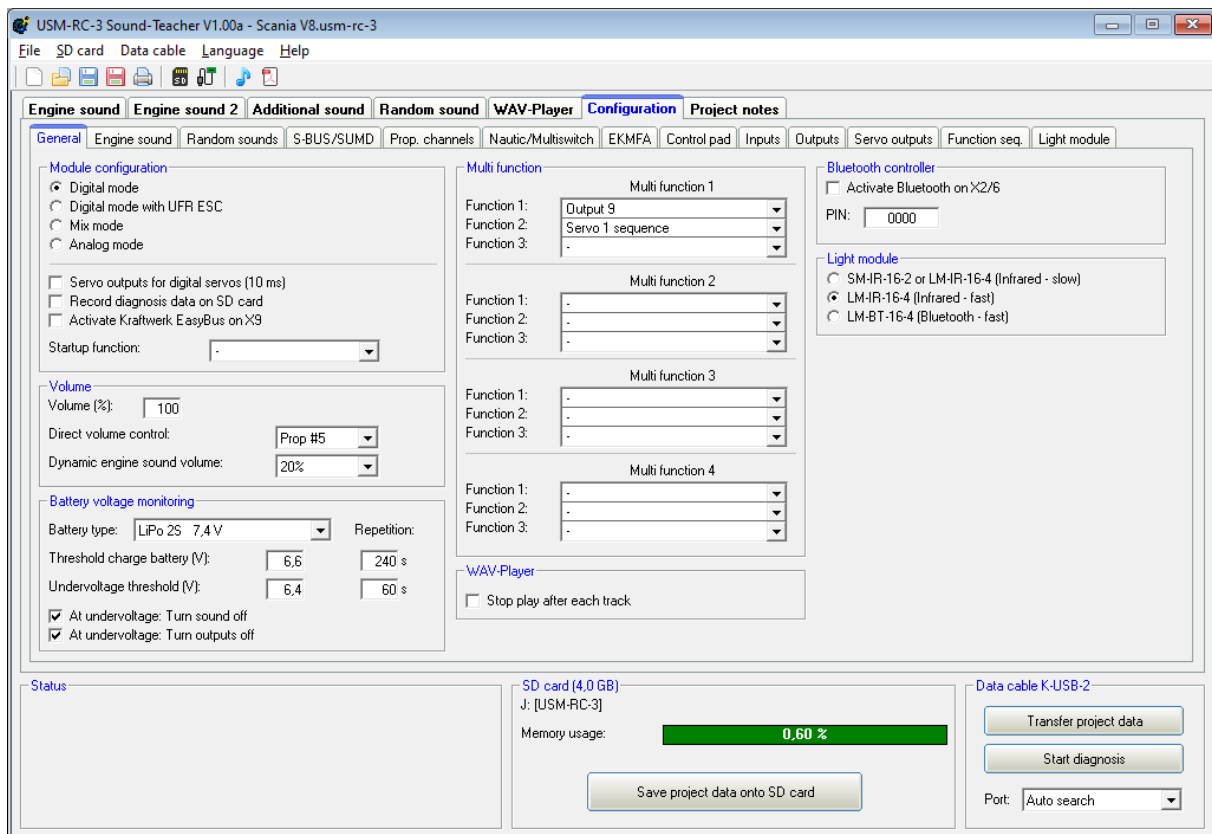 USM-RC-3 Sound-Teacher V1.00a - Scania V8.usm-rc-3
File SD card Data cable Language Help
SD
Engine sound Engine sound 2 Additional sound Random sound WAV-Player Configuration Project notes
General Engine sound Random sounds S-BUS/SUMD Prop. channels Nautic/Multiswitch EKMFA Control pad Inputs Outputs Servo outputs Function seq. Light module
Module configuration
Digital mode
Digital mode with UFR ESC
Mix mode
Analog mode
Servo outputs for digital servos (10 ms)
Record diagnosis data on SD card
Activate Kraftwerk EasyBus on X9
Startup function: -
Volume
Volume (%): 100
Direct volume control: Prop #5
Dynamic engine sound volume: 20%
Battery voltage monitoring
Battery type: LiPo 2S 7,4 V Repetition:
Threshold charge battery (V): 6,6 240 s
Undervoltage threshold (V): 6,4 60 s
At undervoltage: Turn sound off
At undervoltage: Turn outputs off
Multi function
Multi function 1
Function 1: Output 9
Function 2: Servo 1 sequence
Function 3: -
Multi function 2
Function 1: -
Function 2: -
Function 3: -
Multi function 3
Function 1: -
Function 2: -
Function 3: -
Multi function 4
Function 1: -
Function 2: -
Function 3: -
WAV-Player
Stop play after each track
Bluetooth controller
Activate Bluetooth on X2/6
PIN: 0000
Light module
SM-IR-16-2 or LM-IR-16-4 (Infrared - slow)
LM-IR-16-4 (Infrared - fast)
LM-BT-16-4 (Bluetooth - fast)
Status
SD card (4,0 GB)
J: [USM-RC-3]
Memory usage: 0,60 %
Save project data onto SD card
Data cable K-USB-2
Transfer project data
Start diagnosis
Port: Auto search